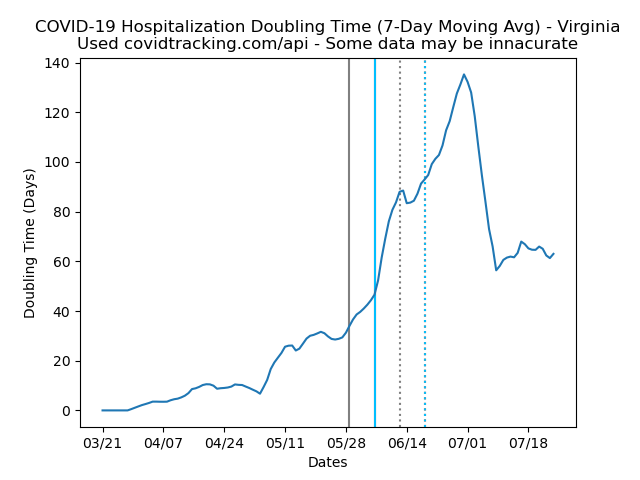 COVID-19 Hospitalization Doubling Time (7-Day Moving Avg) - Virginia
Used covidtracking.com/api - Some data may be innacurate
140
120
100
80
60
40
20
0
Doubling Time (Days)
03/21 04/07 04/24 05/11 05/28 06/14 07/01 07/18
Dates